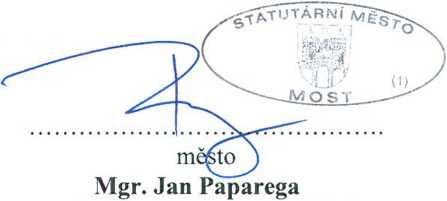 STATUTÁRNÍ MĚSTO
MOST
(1)
město
Mgr. Jan Paparega